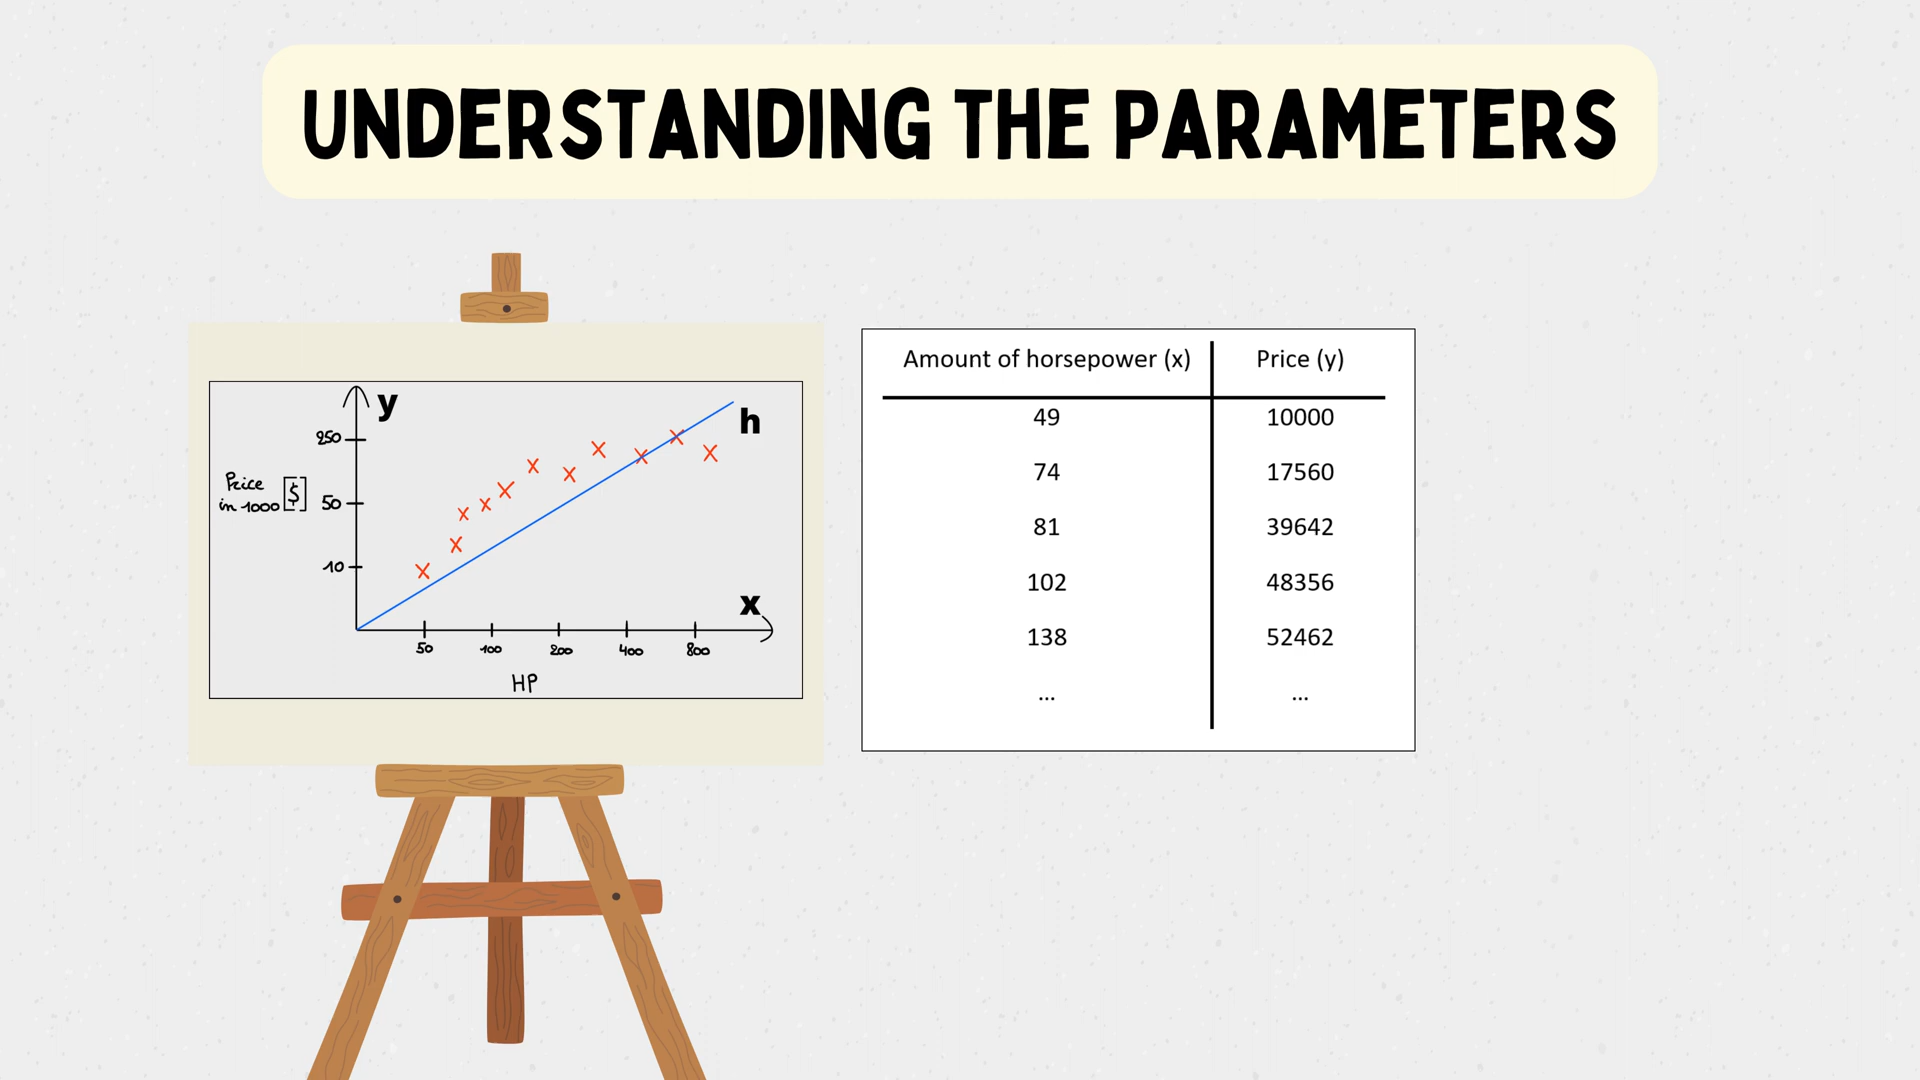 UNDERSTANDING THE PARAMETERS
y
h
250
Price
in 1000 [$]
50
10
x
50 100 200 400 800
HP
Amount of horsepower (x) Price (y)
49 10000
74 17560
81 39642
102 48356
138 52462
... ...